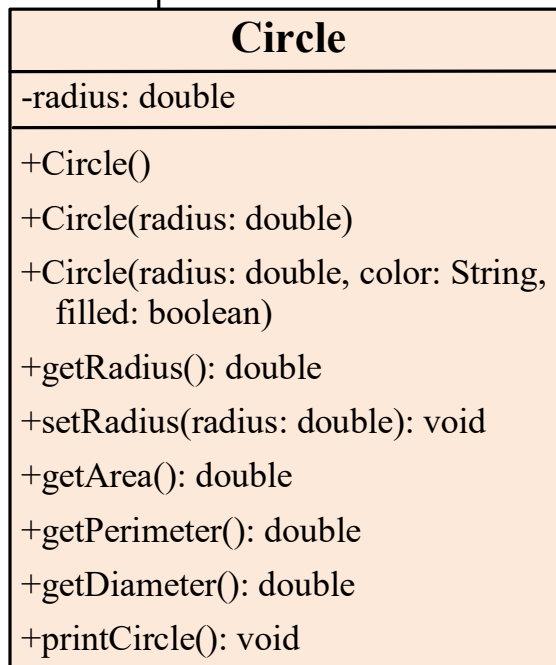 Circle
-radius: double
+Circle()
+Circle(radius: double)
+Circle(radius: double, color: String,
filled: boolean)
+getRadius(): double
+setRadius(radius: double): void
+getArea(): double
+getPerimeter(): double
+getDiameter(): double
+printCircle(): void